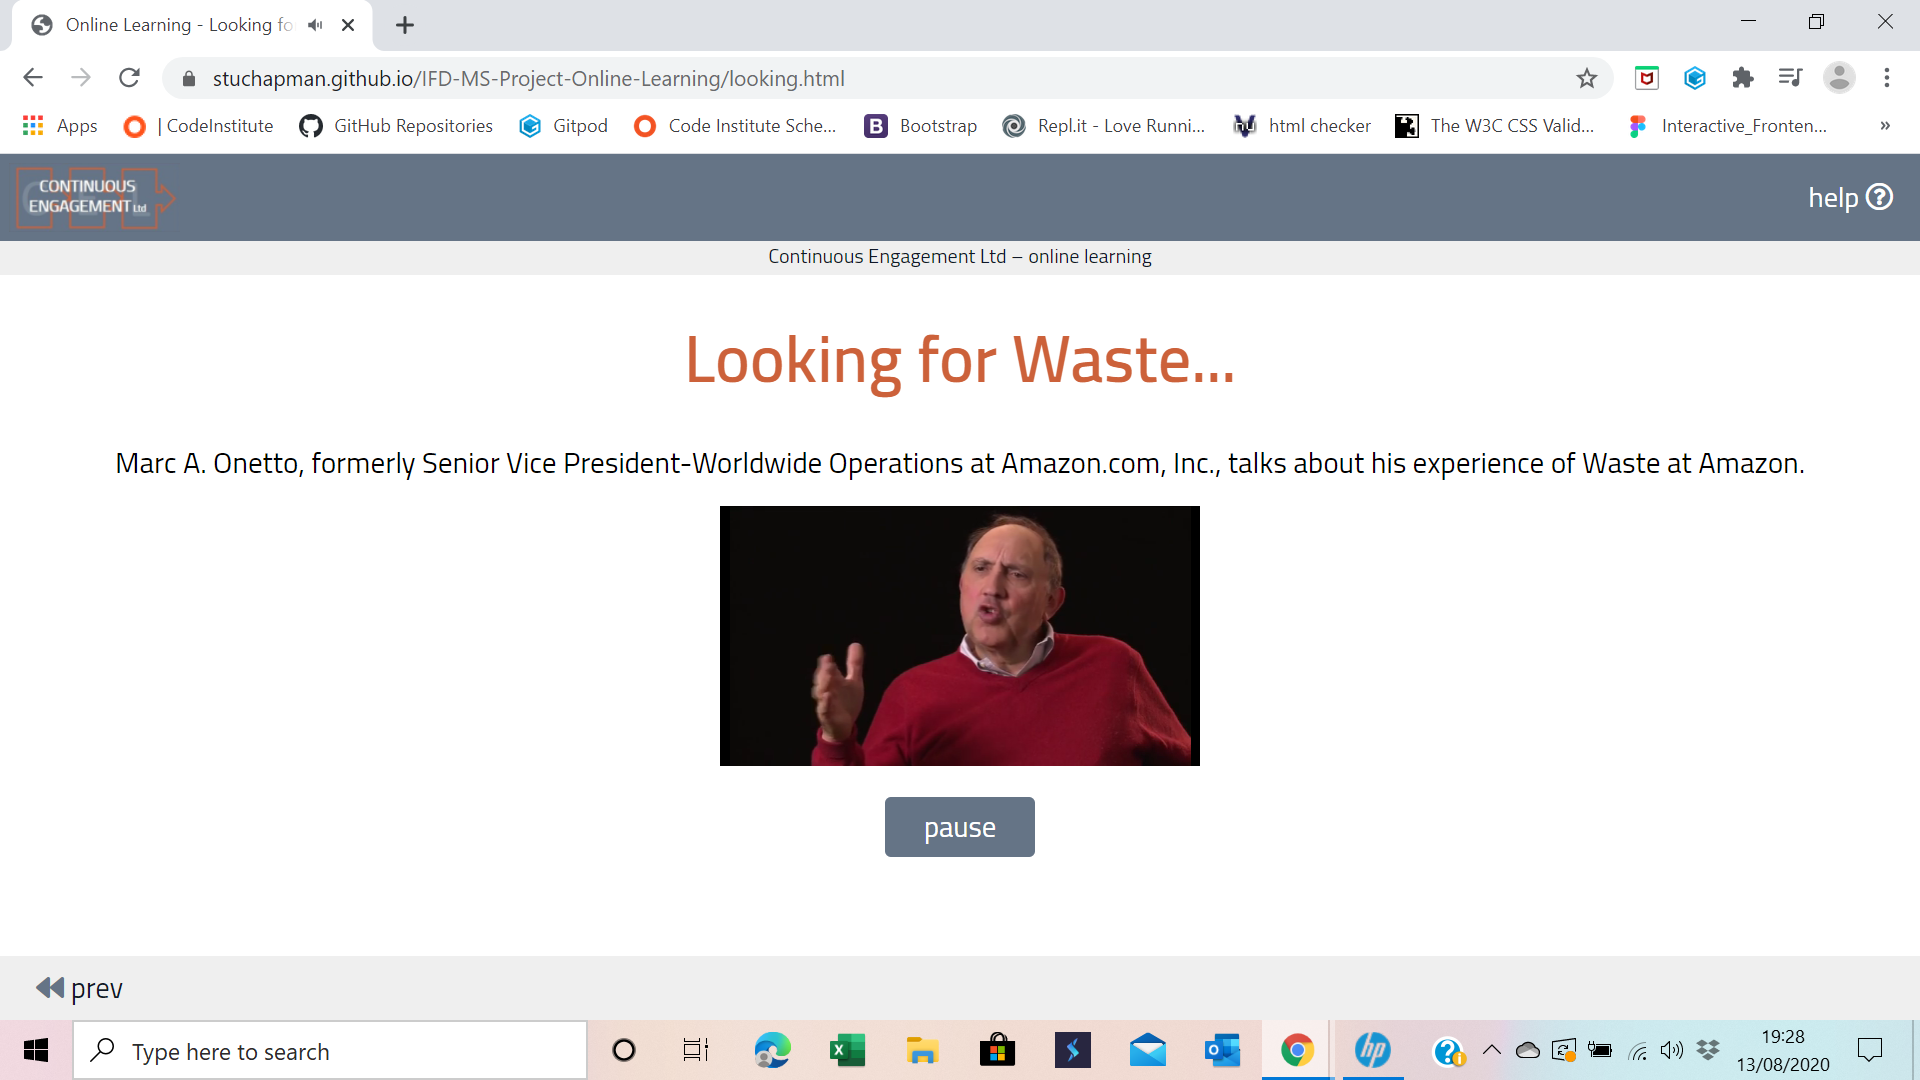 Online Learning - Looking fo
stuchapman.github.io/IFD-MS-Project-Online-Learning/looking.html
Apps
| CodeInstitute
GitHub Repositories
Gitpod
Code Institute Sche...
B
Bootstrap
Repl.it - Love Runni...
html checker
The W3C CSS Valid...
Interactive_Fronten...
»
CONTINUOUS
ENGAGEMENT Ltd
help ?
Continuous Engagement Ltd – online learning
Looking for Waste...
Marc A. Onetto, formerly Senior Vice President-Worldwide Operations at Amazon.com, Inc., talks about his experience of Waste at Amazon.
pause
prev
Type here to search
hp
19:28
13/08/2020